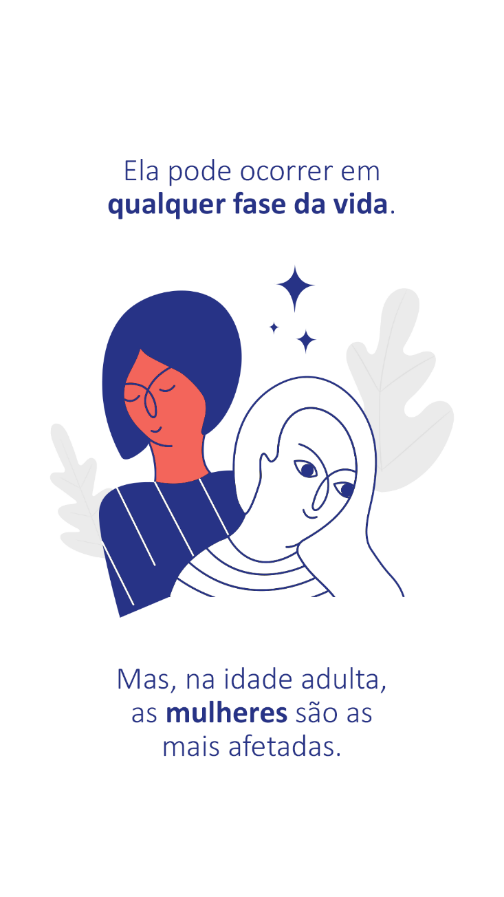 Ela pode ocorrer em
qualquer fase da vida.
Mas, na idade adulta,
as mulheres são as
mais afetadas.